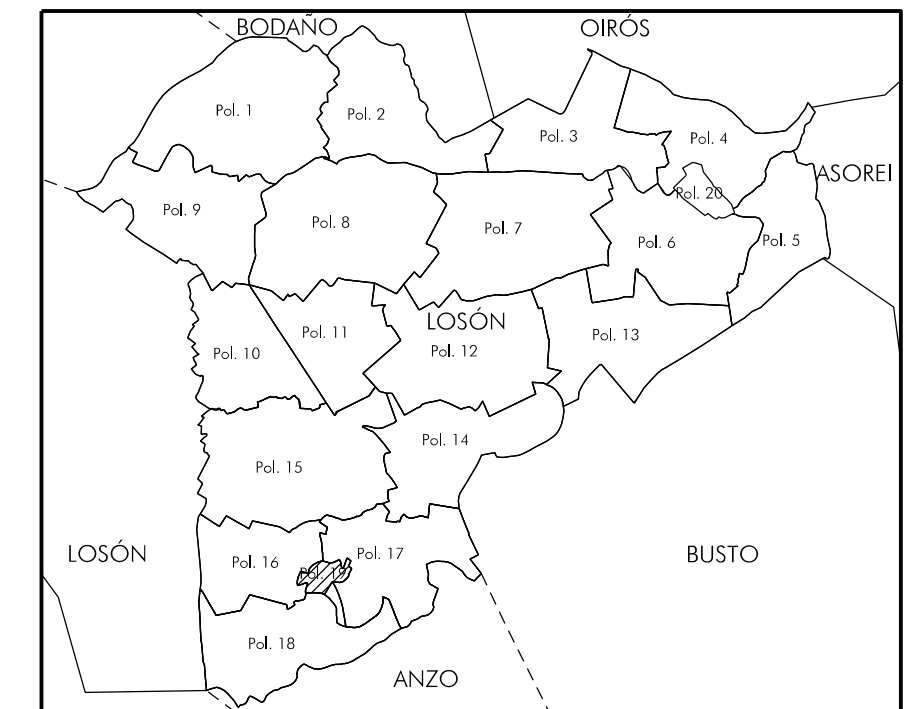 BODAÑO
OIRÓS
Pol. 1
Pol. 2
Pol. 3
Pol. 4
ASOREI
Pol. 20
Pol. 9
Pol. 8
Pol. 7
Pol. 6
Pol. 5
LOSÓN
Pol. 11
Pol. 13
Pol. 10
Pol. 12
Pol. 14
Pol. 15
LOSÓN
Pol. 16
Pol. 17
BUSTO
Pol. 19
Pol. 18
ANZO